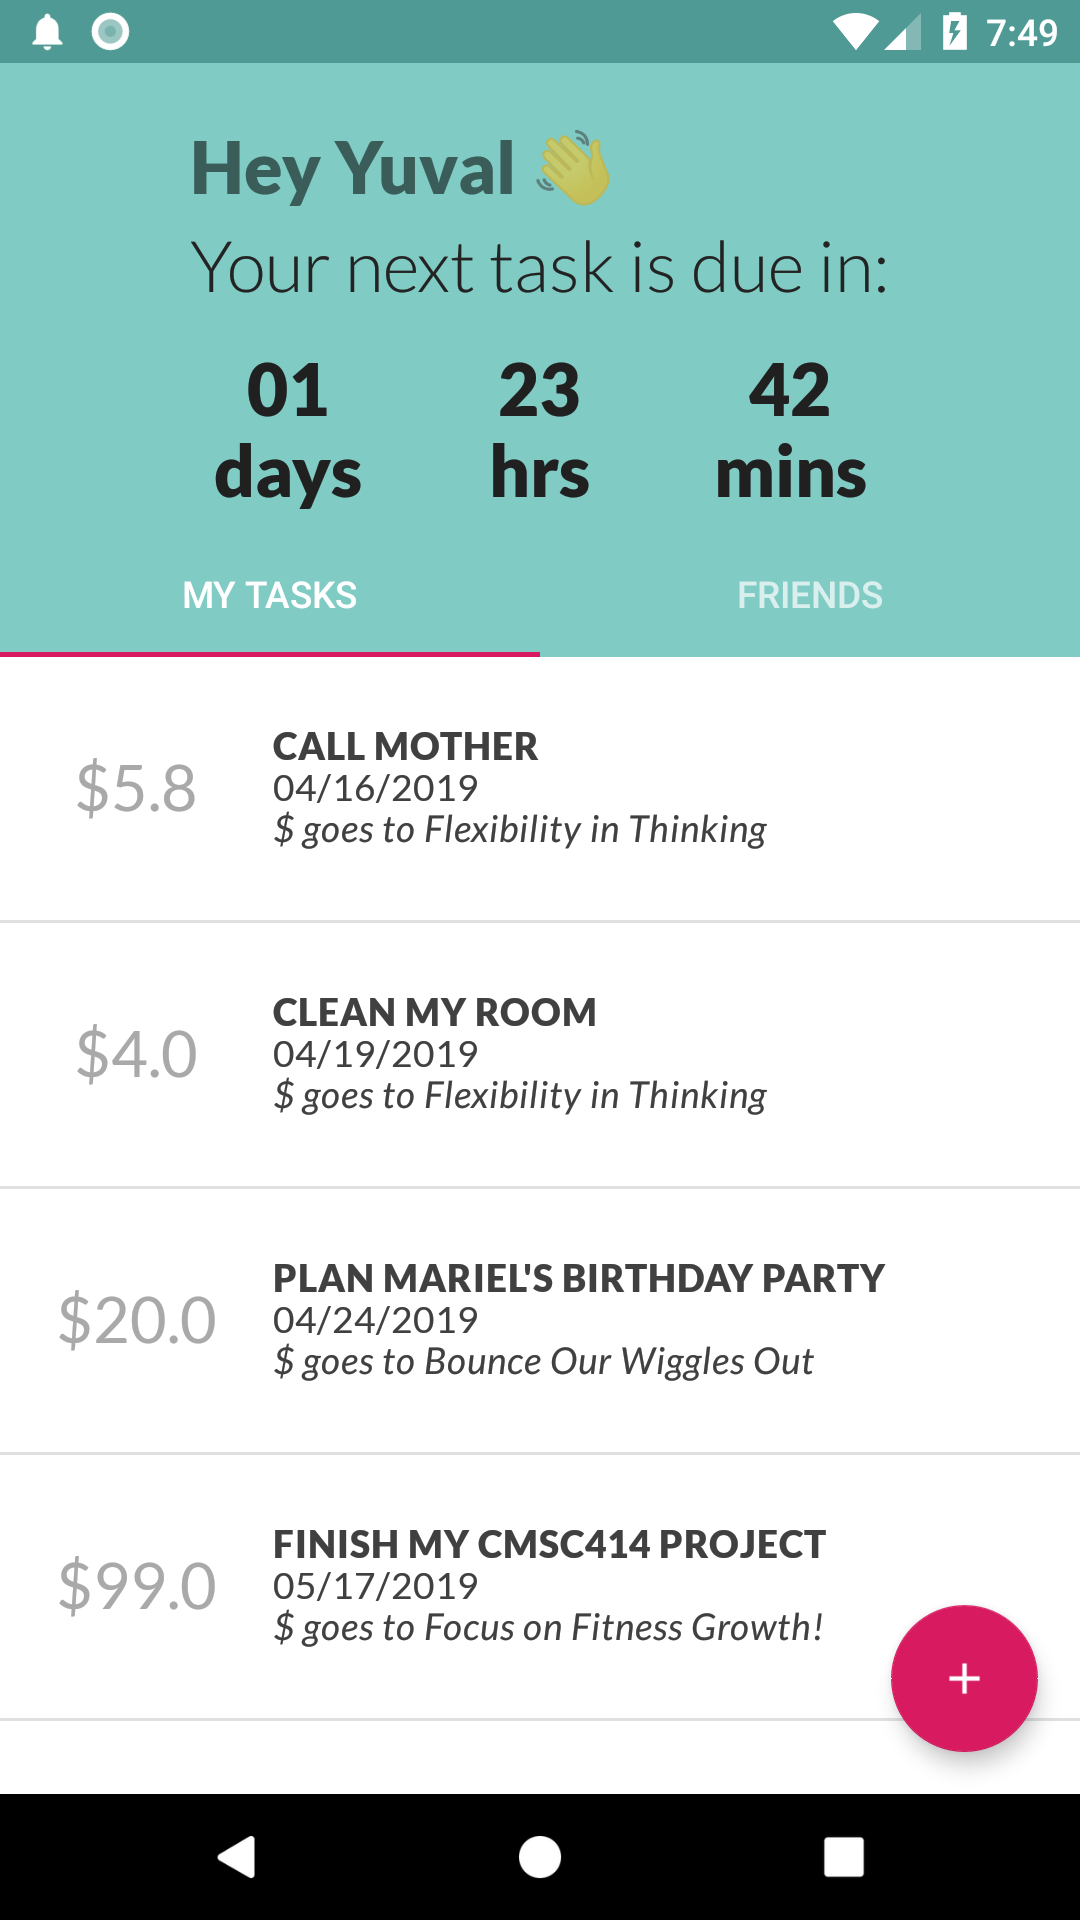 7:49
Hey Yuval 👋
Your next task is due in:
01 23 42
days hrs mins
MY TASKS FRIENDS
CALL MOTHER
$5.8 04/16/2019
$ goes to Flexibility in Thinking
CLEAN MY ROOM
$4.0 04/19/2019
$ goes to Flexibility in Thinking
PLAN MARIEL'S BIRTHDAY PARTY
$20.0 04/24/2019
$ goes to Bounce Our Wiggles Out
FINISH MY CMSC414 PROJECT
$99.0 05/17/2019
$ goes to Focus on Fitness Growth!
+